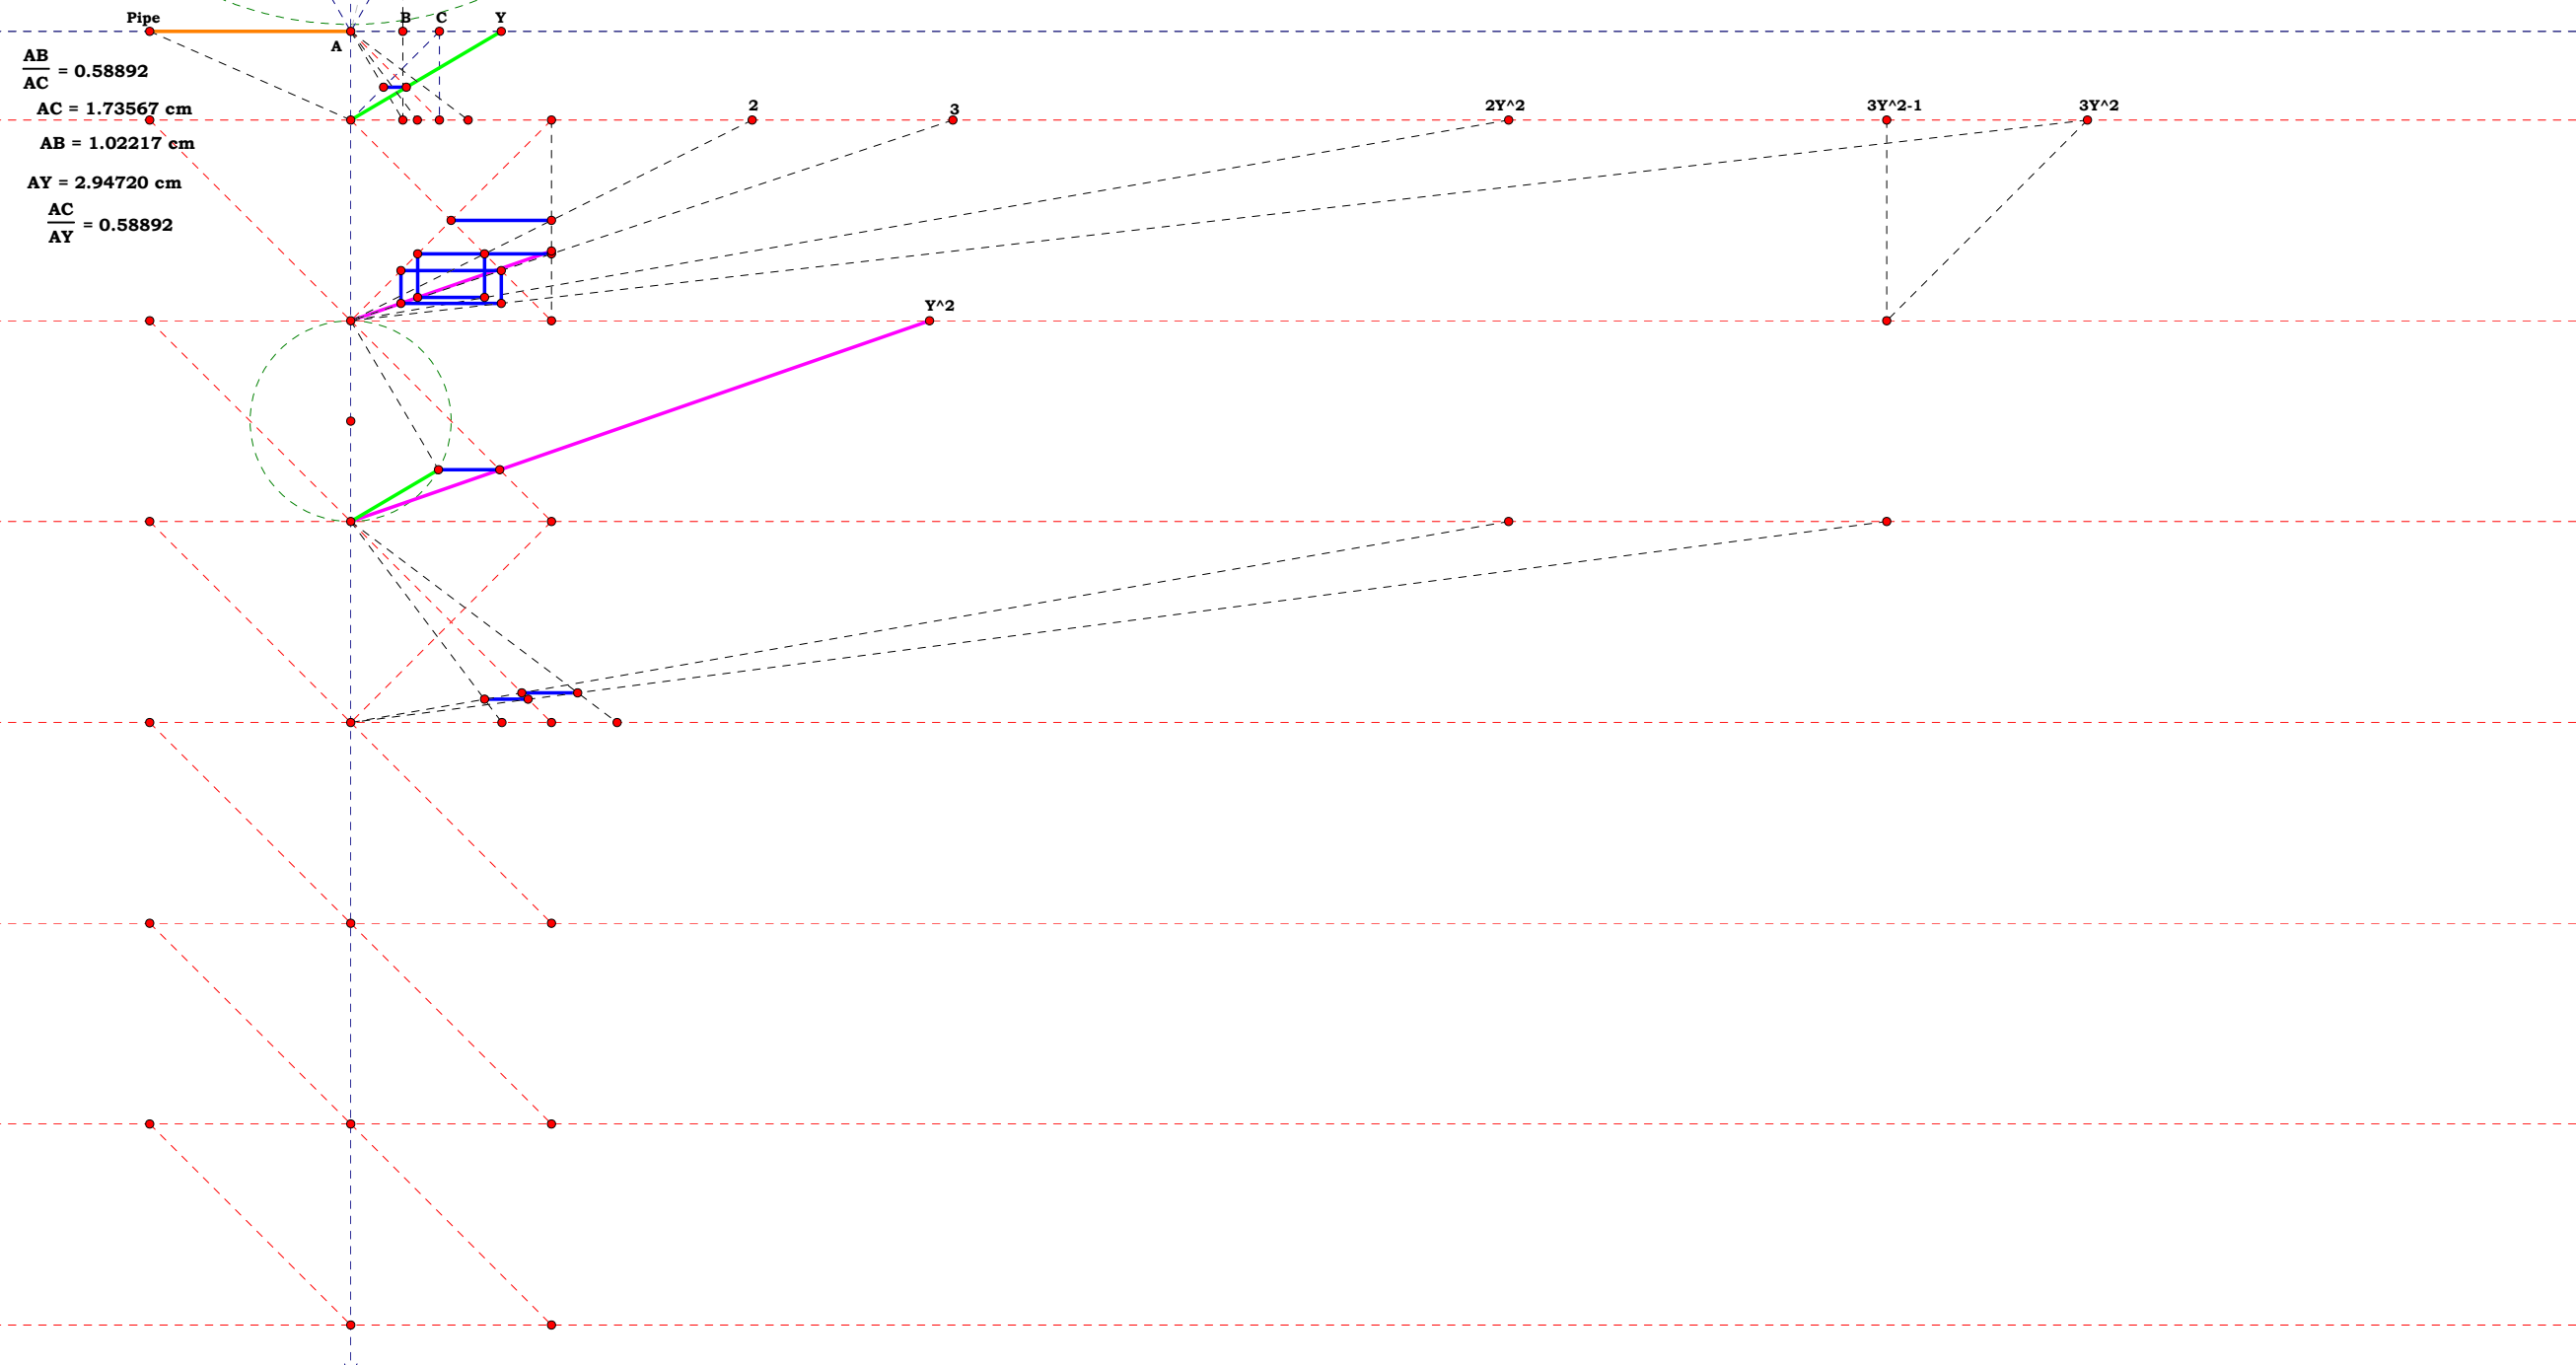 Pipe
A
B
C
Y
AB
AC
= 0.58892
AC = 1.73567 cm
AB = 1.02217 cm
AY = 2.94720 cm
AC
AY
= 0.58892
2
3
2Y^2
3Y^2-1
3Y^2
Y^2